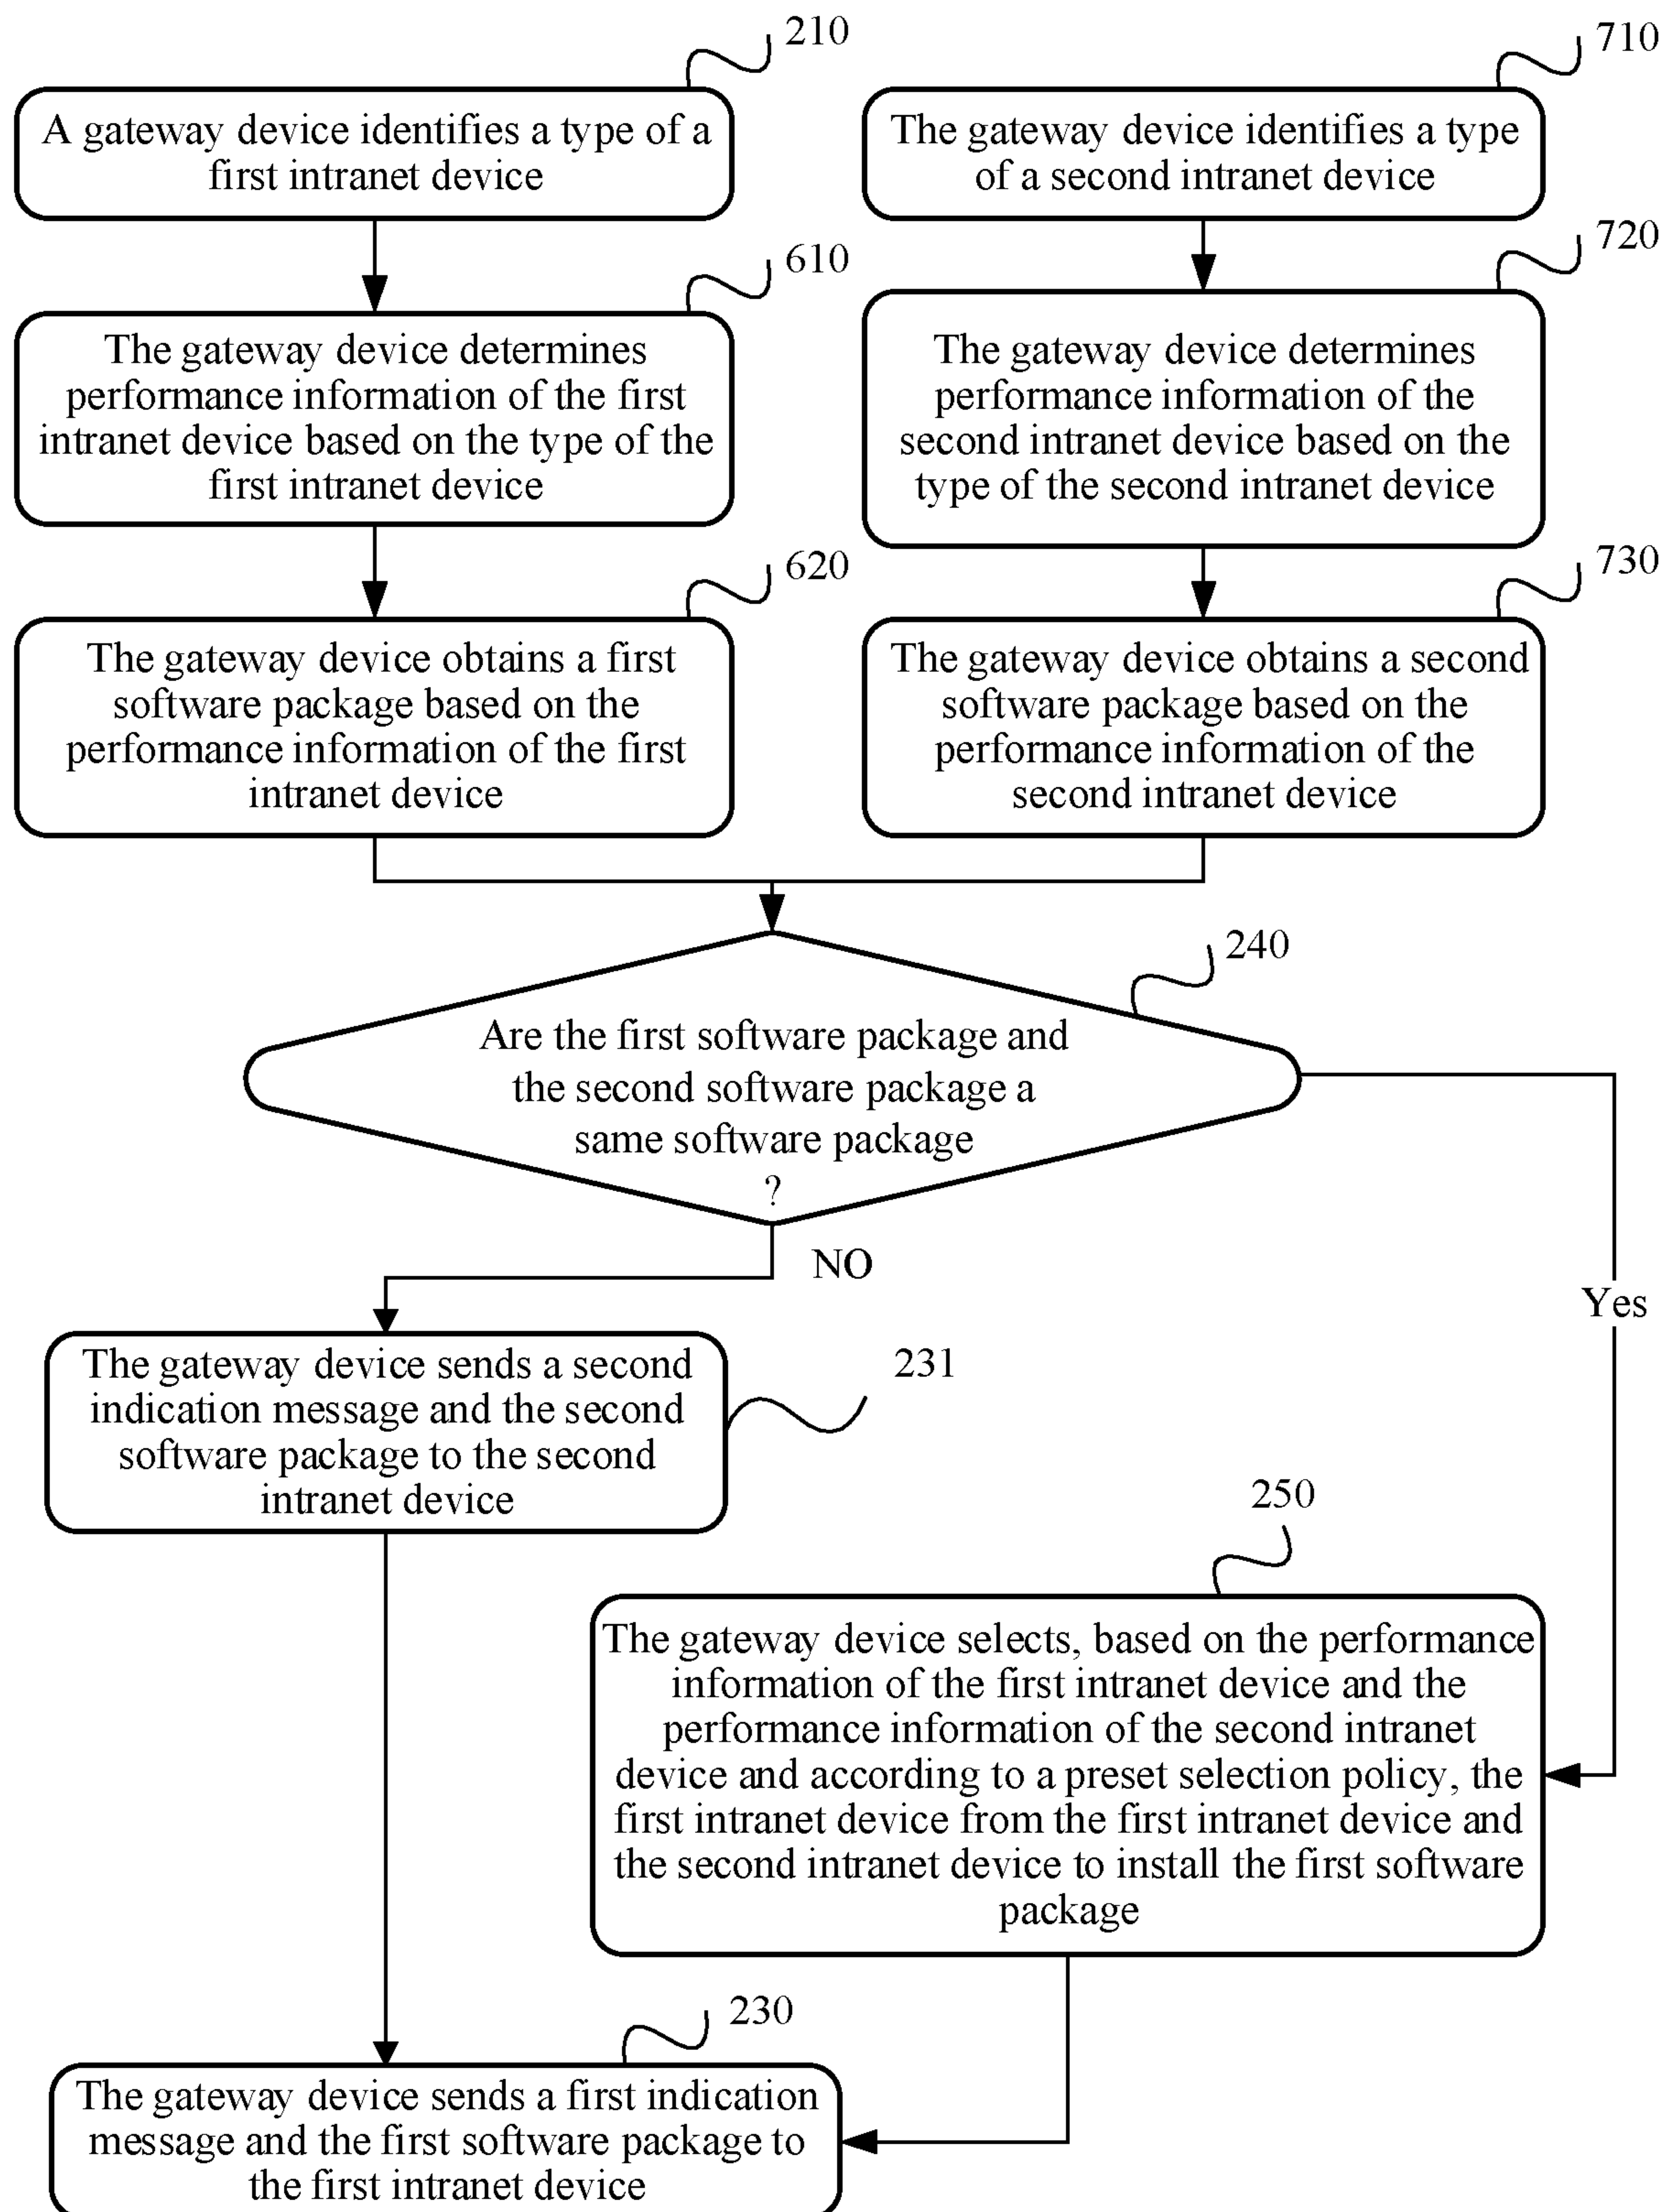 210
A gateway device identifies a type of a
first intranet device
710
The gateway device identifies a type
of a second intranet device
610
The gateway device determines
performance information of the first
intranet device based on the type of the
first intranet device
720
The gateway device determines
performance information of the
second intranet device based on the
type of the second intranet device
620
The gateway device obtains a first
software package based on the
performance information of the first
intranet device
730
The gateway device obtains a second
software package based on the
performance information of the
second intranet device
240
Are the first software package and
the second software package a
same software package
?
NO
Yes
The gateway device sends a second
indication message and the second
software package to the second
intranet device
231
250
The gateway device selects, based on the performance
information of the first intranet device and the
performance information of the second intranet
device and according to a preset selection policy, the
first intranet device from the first intranet device and
the second intranet device to install the first software
package
230
The gateway device sends a first indication
message and the first software package to
the first intranet device